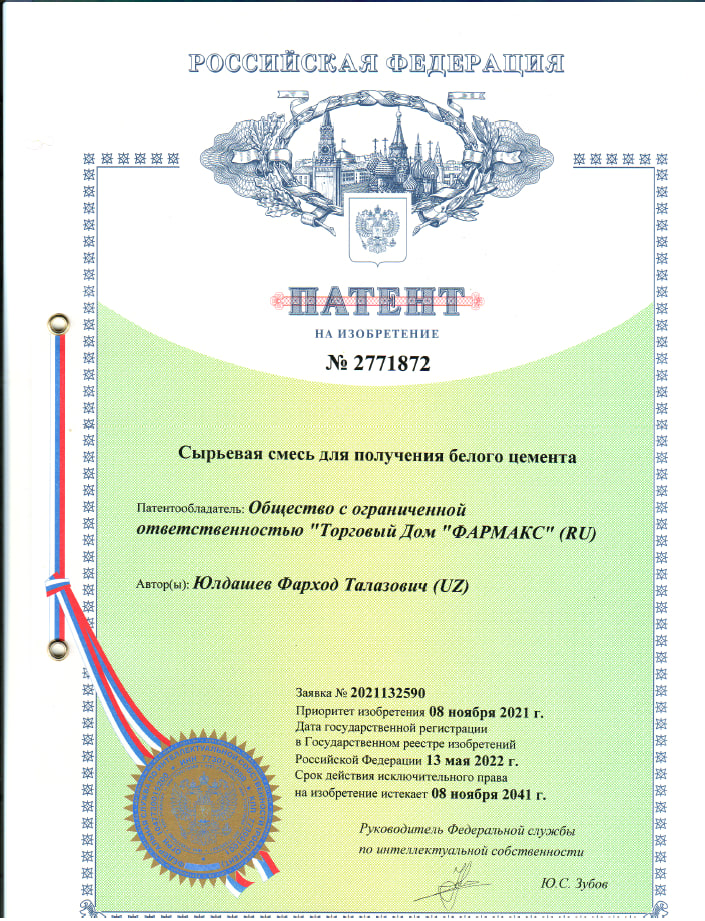 РОССИЙСКАЯ ФЕДЕРАЦИЯ
ПАТЕНТ
НА ИЗОБРЕТЕНИЕ
№ 2771872
Сырьевая смесь для получения белого цемента
Патентообладатель: Общество с ограниченной
ответственностью "Торговый Дом "ФАРМАКС" (RU)
Автор(ы): Юлдашев Фарход Талазович (UZ)
Заявка № 2021132590
Приоритет изобретения 08 ноября 2021 г.
Дата государственной регистрации
в Государственном реестре изобретений
Российской Федерации 13 мая 2022 г.
Срок действия исключительного права
на изобретение истекает 08 ноября 2041 г.
Руководитель Федеральной службы
по интеллектуальной собственности
Ю.С. Зубов